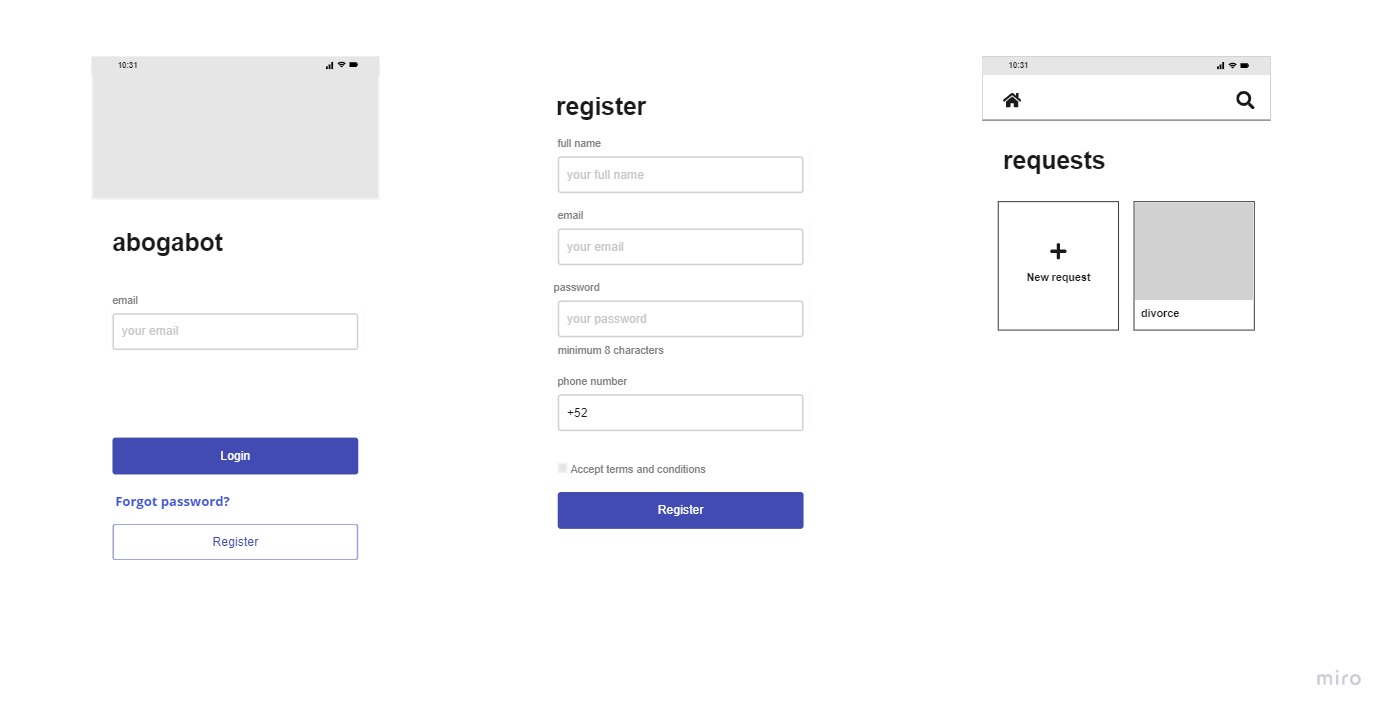 10:31
abogabot
email
your email
Login
Forgot password?
Register
register
full name
your full name
email
your email
password
your password
minimum 8 characters
phone number
+52
Accept terms and conditions
Register
10:31
requests
New request
divorce
miro